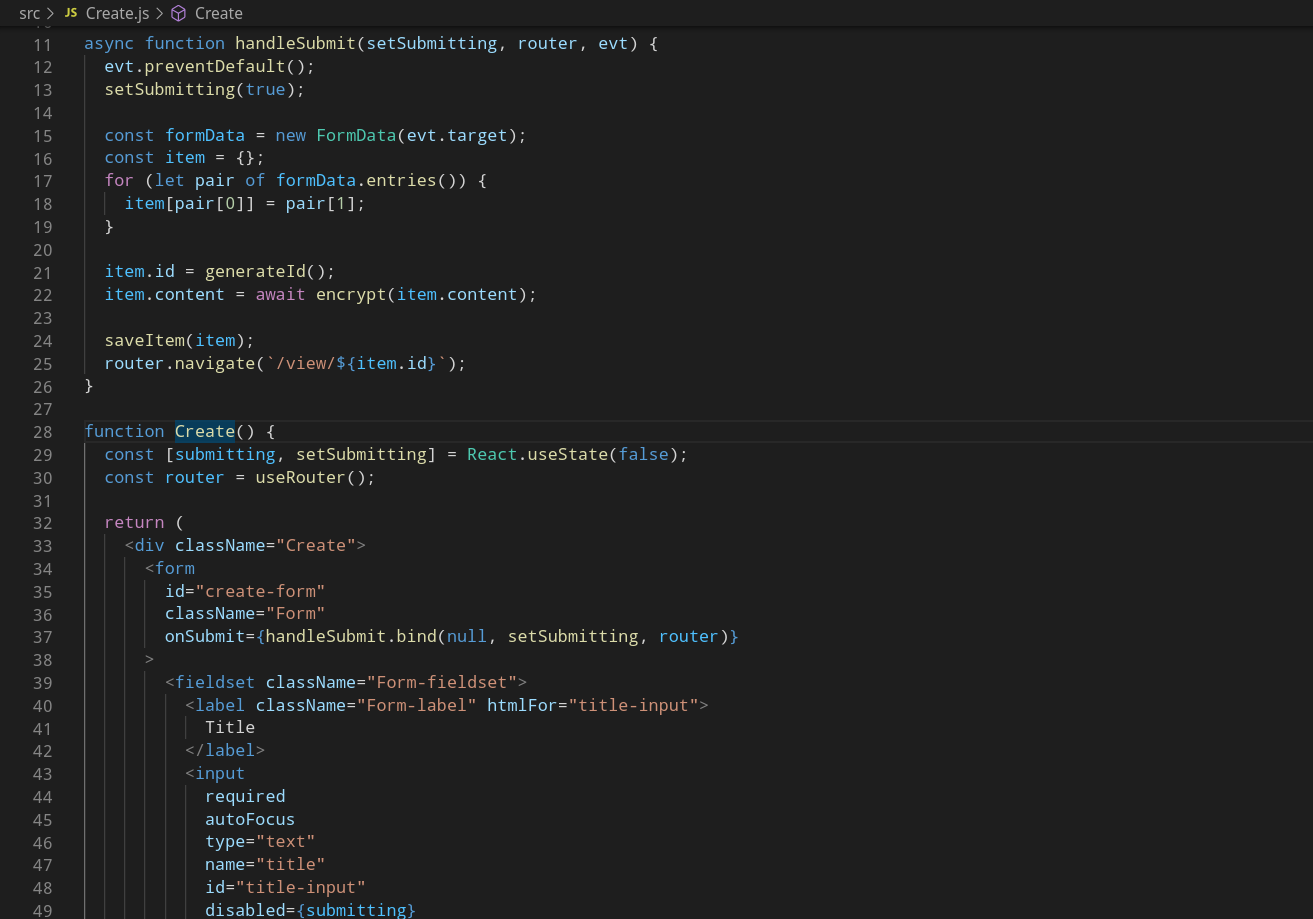 src > JS Create.js > Create
11 async function handleSubmit(setSubmitting, router, evt) {
12   evt.preventDefault();
13   setSubmitting(true);
14
15   const formData = new FormData(evt.target);
16   const item = {};
17   for (let pair of formData.entries()) {
18     item[pair[0]] = pair[1];
19   }
20
21   item.id = generateId();
22   item.content = await encrypt(item.content);
23
24   saveItem(item);
25   router.navigate(`/view/${item.id}`);
26 }
27
28 function Create() {
29   const [submitting, setSubmitting] = React.useState(false);
30   const router = useRouter();
31
32   return (
33     <div className="Create">
34       <form
35         id="create-form"
36         className="Form"
37         onSubmit={handleSubmit.bind(null, setSubmitting, router)}
38       >
39         <fieldset className="Form-fieldset">
40           <label className="Form-label" htmlFor="title-input">
41             Title
42           </label>
43           <input
44             required
45             autoFocus
46             type="text"
47             name="title"
48             id="title-input"
49             disabled={submitting}